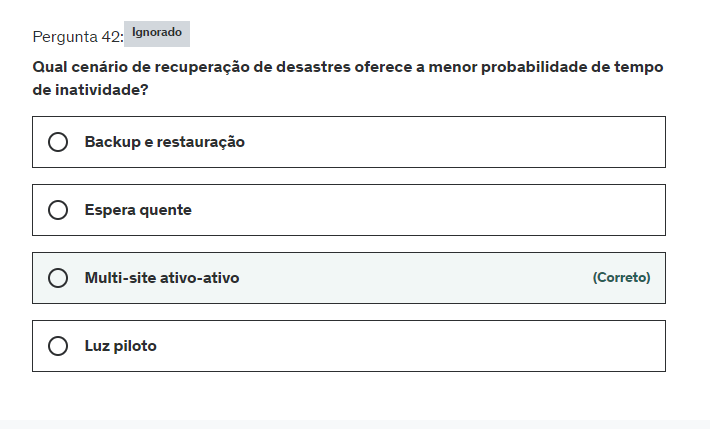 Pergunta 42: Ignorado
Qual cenário de recuperação de desastres oferece a menor probabilidade de tempo
de inatividade?
Backup e restauração
Espera quente
Multi-site ativo-ativo (Correto)
Luz piloto